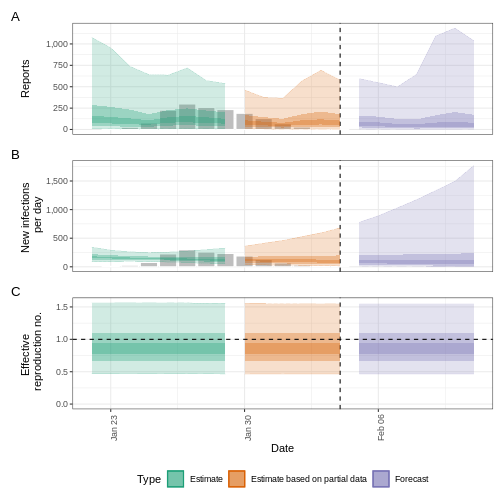 A
Reports
1,000
750
500
250
0
B
New infections
per day
1,500
1,000
500
0
C
Effective
reproduction no.
1.5
1.0
0.5
0.0
Jan 23
Jan 30
Feb 06
Date
Type
Estimate
Estimate based on partial data
Forecast